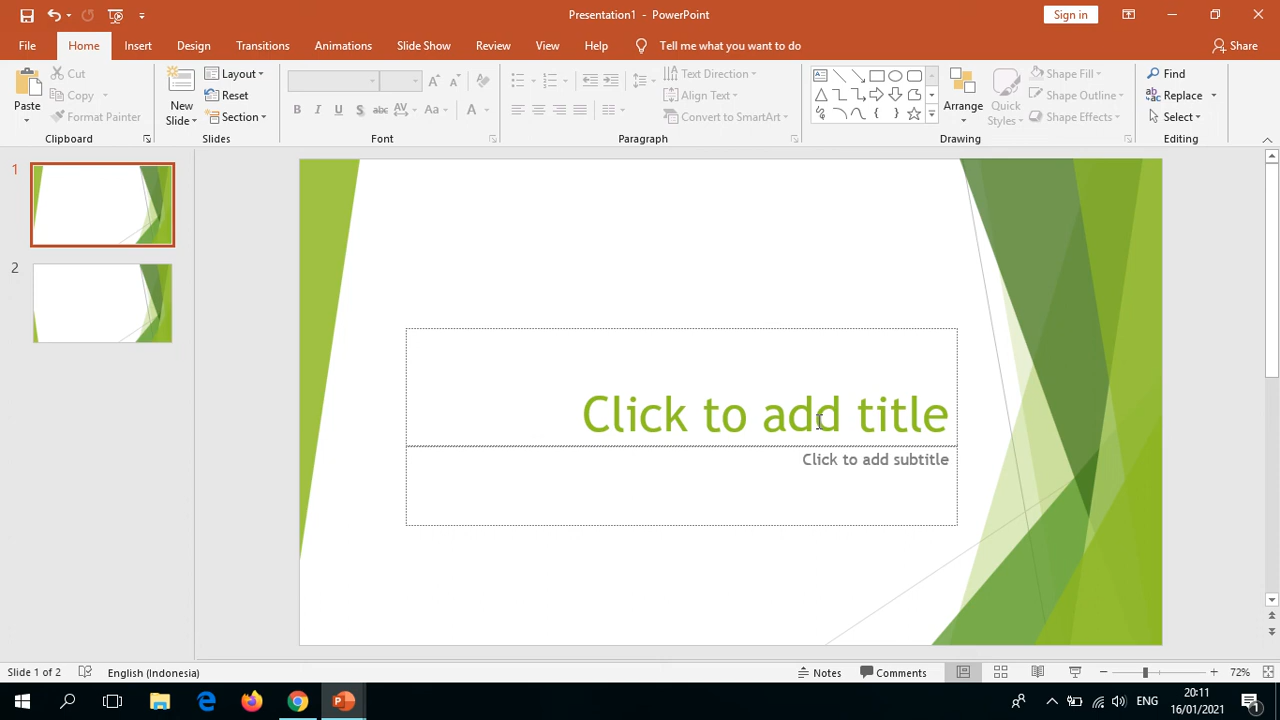 Presentation1 - PowerPoint
Sign in
File Home Insert Design Transitions Animations Slide Show Review View Help Tell me what you want to do Share
Paste
Cut
Copy
Format Painter
Clipboard
New Slide
Layout
Reset
Section
Slides
B I U S abc AV Aa A
Font
Text Direction
Align Text
Convert to SmartArt
Paragraph
Arrange
Quick Styles
Shape Fill
Shape Outline
Shape Effects
Drawing
Find
Replace
Select
Editing
1
2
Click to add title
Click to add subtitle
Slide 1 of 2 English (Indonesia) Notes Comments 72%
ENG
20:11
16/01/2021
1